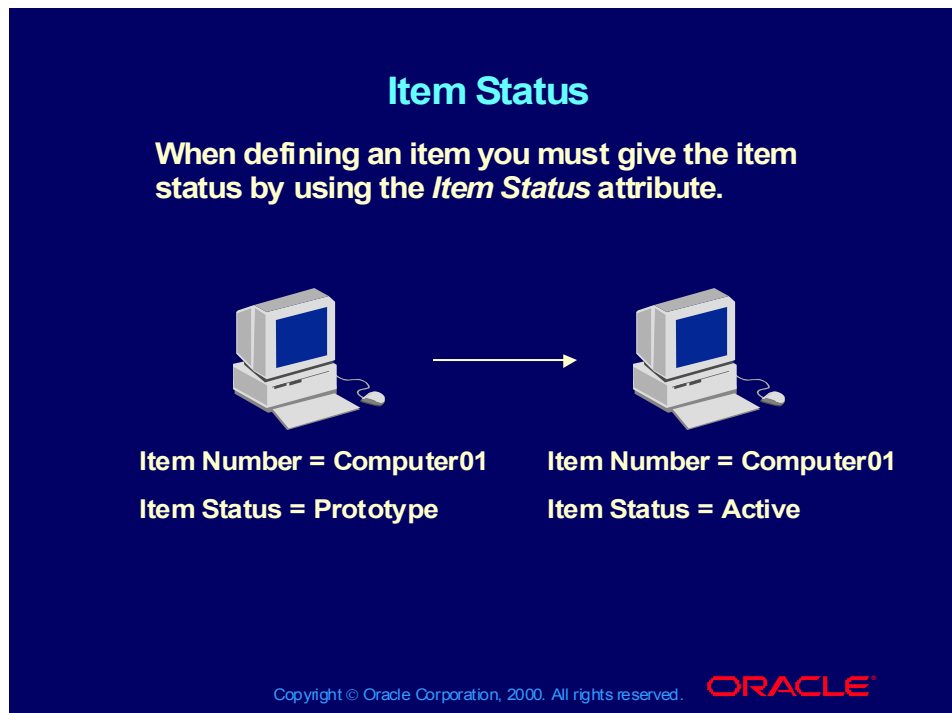 Item Status
When defining an item you must give the item
status by using the Item Status attribute.
Item Number = Computer01
Item Status = Prototype
Item Number = Computer01
Item Status = Active
Copyright © Oracle Corporation, 2000. All rights reserved.
ORACLE®